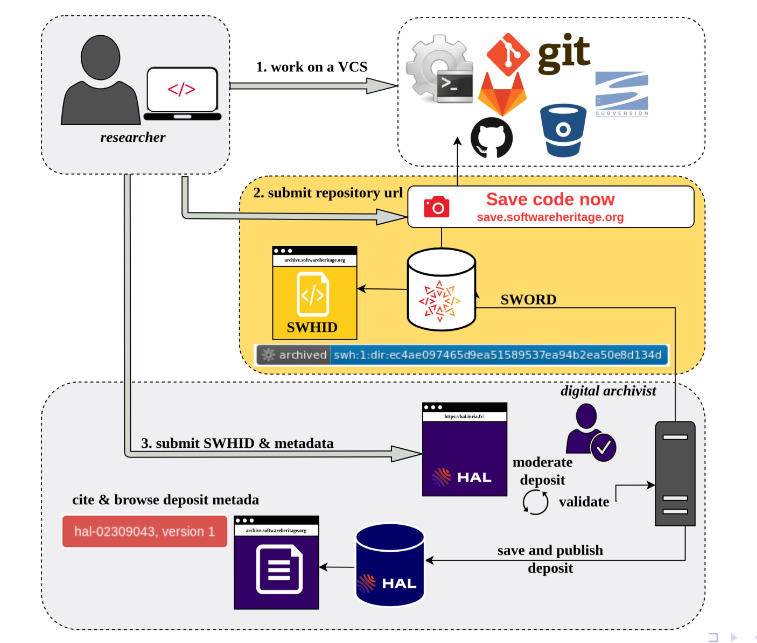 </>
researcher
1. work on a VCS
>_
git
SUBVERSION
2. submit repository url
Save code now
save.softwareheritage.org
archive.softwareheritage.org
</>
SWHID
SWORD
archived swh:1:dir:ec4ae097465d9ea51589537ea94b2ea50e8d134d
digital archivist
3. submit SWHID & metadata
https://hal.inria.fr/
HAL
moderate
deposit
validate
cite & browse deposit metada
hal-02309043, version 1
archive.softwareheritage.org
HAL
save and publish
deposit